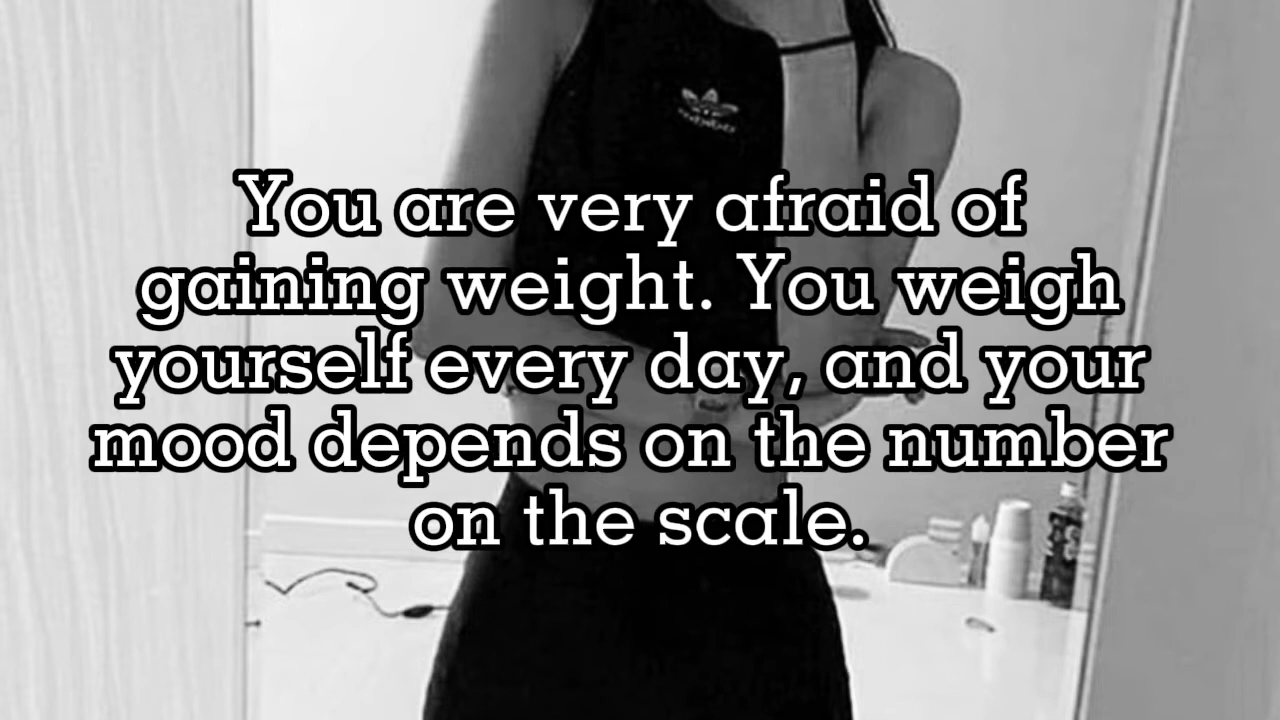 You are very afraid of
gaining weight. You weigh
yourself every day, and your
mood depends on the number
on the scale.